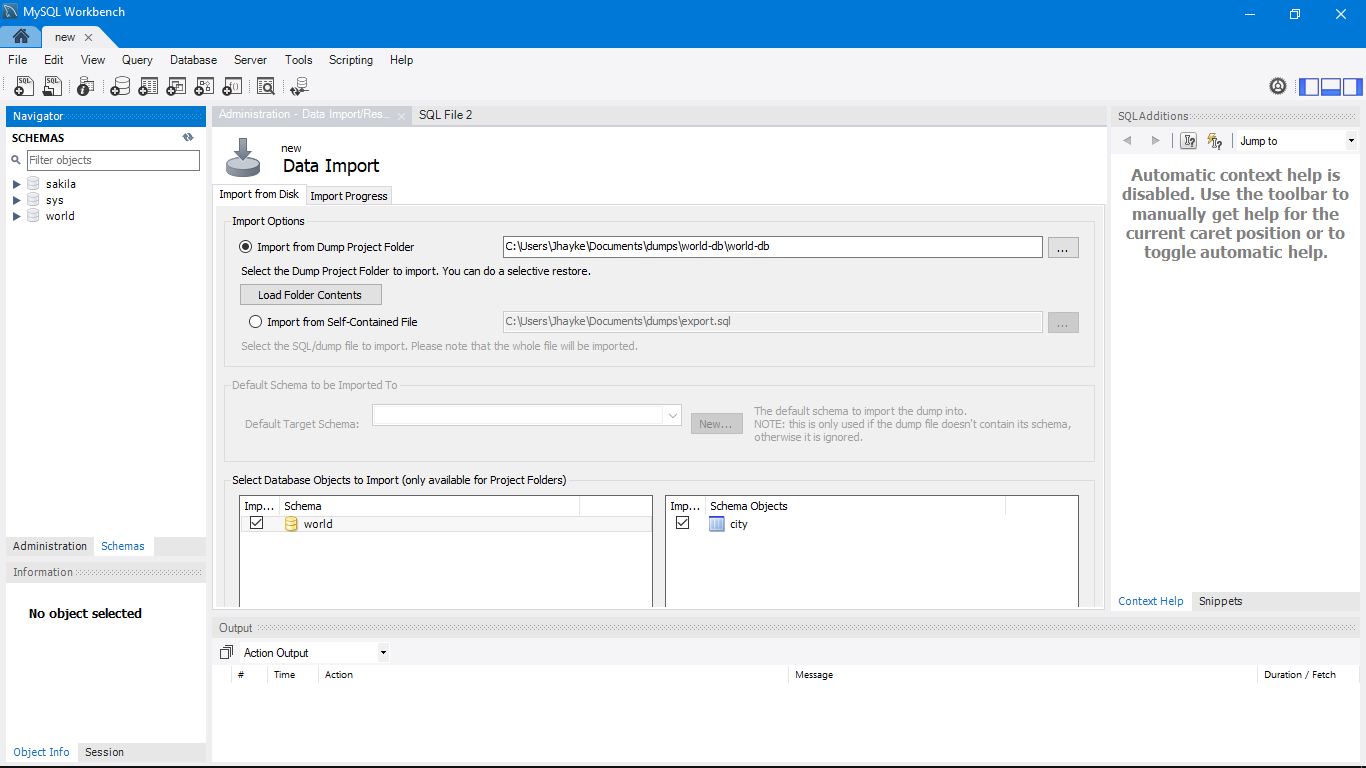 MySQL Workbench
new
File Edit View Query Database Server Tools Scripting Help
Navigator
SCHEMAS
Filter objects
sakila
sys
world
Administration Schemas
Information
No object selected
Object Info Session
Administration - Data Import/Res... SQL File 2
new
Data Import
Import from Disk Import Progress
Import Options
Import from Dump Project Folder C:\Users\Jhayke\Documents\dumps\world-db\world-db ...
Select the Dump Project Folder to import. You can do a selective restore.
Load Folder Contents
Import from Self-Contained File C:\Users\Jhayke\Documents\dumps\export.sql ...
Select the SQL/dump file to import. Please note that the whole file will be imported.
Default Schema to be Imported To
Default Target Schema: New...
The default schema to import the dump into.
NOTE: this is only used if the dump file doesn't contain its schema,
otherwise it is ignored.
Select Database Objects to Import (only available for Project Folders)
Imp... Schema
world
Imp... Schema Objects
city
Output
Action Output
# Time Action Message Duration / Fetch
SQLAdditions
Jump to
Automatic context help is
disabled. Use the toolbar to
manually get help for the
current caret position or to
toggle automatic help.
Context Help Snippets